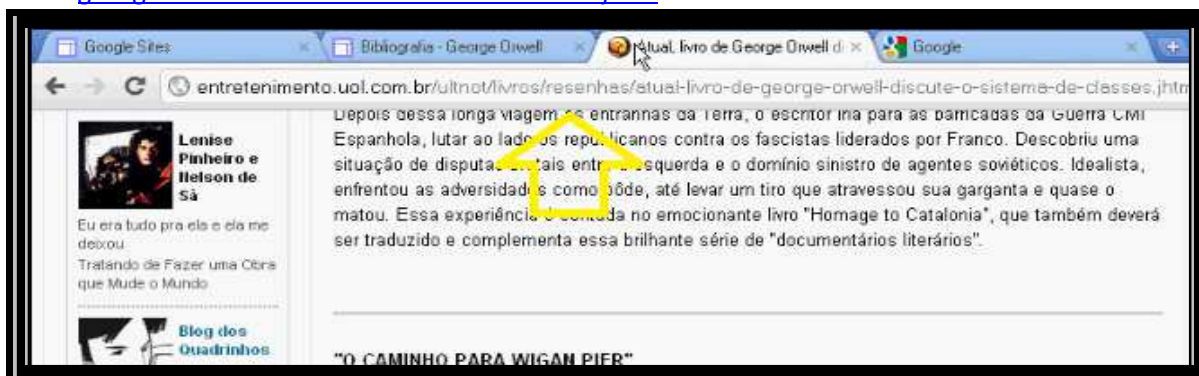 Google Sites
Bibliografia - George Orwell
Atual, livro de George Orwell di
Google
entretenimento.uol.com.br/ultnot/livros/resenhas/atual-livro-de-george-orwell-discute-o-sistema-de-classes.jhtm
Lenise
Pinheiro e
Nelson de
Sá
Eu era tudo pra ela e ela me
deixou
Tratando de Fazer uma Obra
que Mude o Mundo
Blog dos
Quadrinhos
Depois dessa longa viagem às entranhas da Terra, o escritor iria para as barricadas da Guerra Civil
Espanhola, lutar ao lado os republicanos contra os fascistas liderados por Franco. Descobriu uma
situação de disputas entre esquerda e o domínio sinistro de agentes soviéticos. Idealista,
enfrentou as adversidades como pôde, até levar um tiro que atravessou sua garganta e quase o
matou. Essa experiência contada no emocionante livro "Homage to Catalonia", que também deverá
ser traduzido e complementa essa brilhante série de "documentários literários".
"O CAMINHO PARA WIGAN PIER"